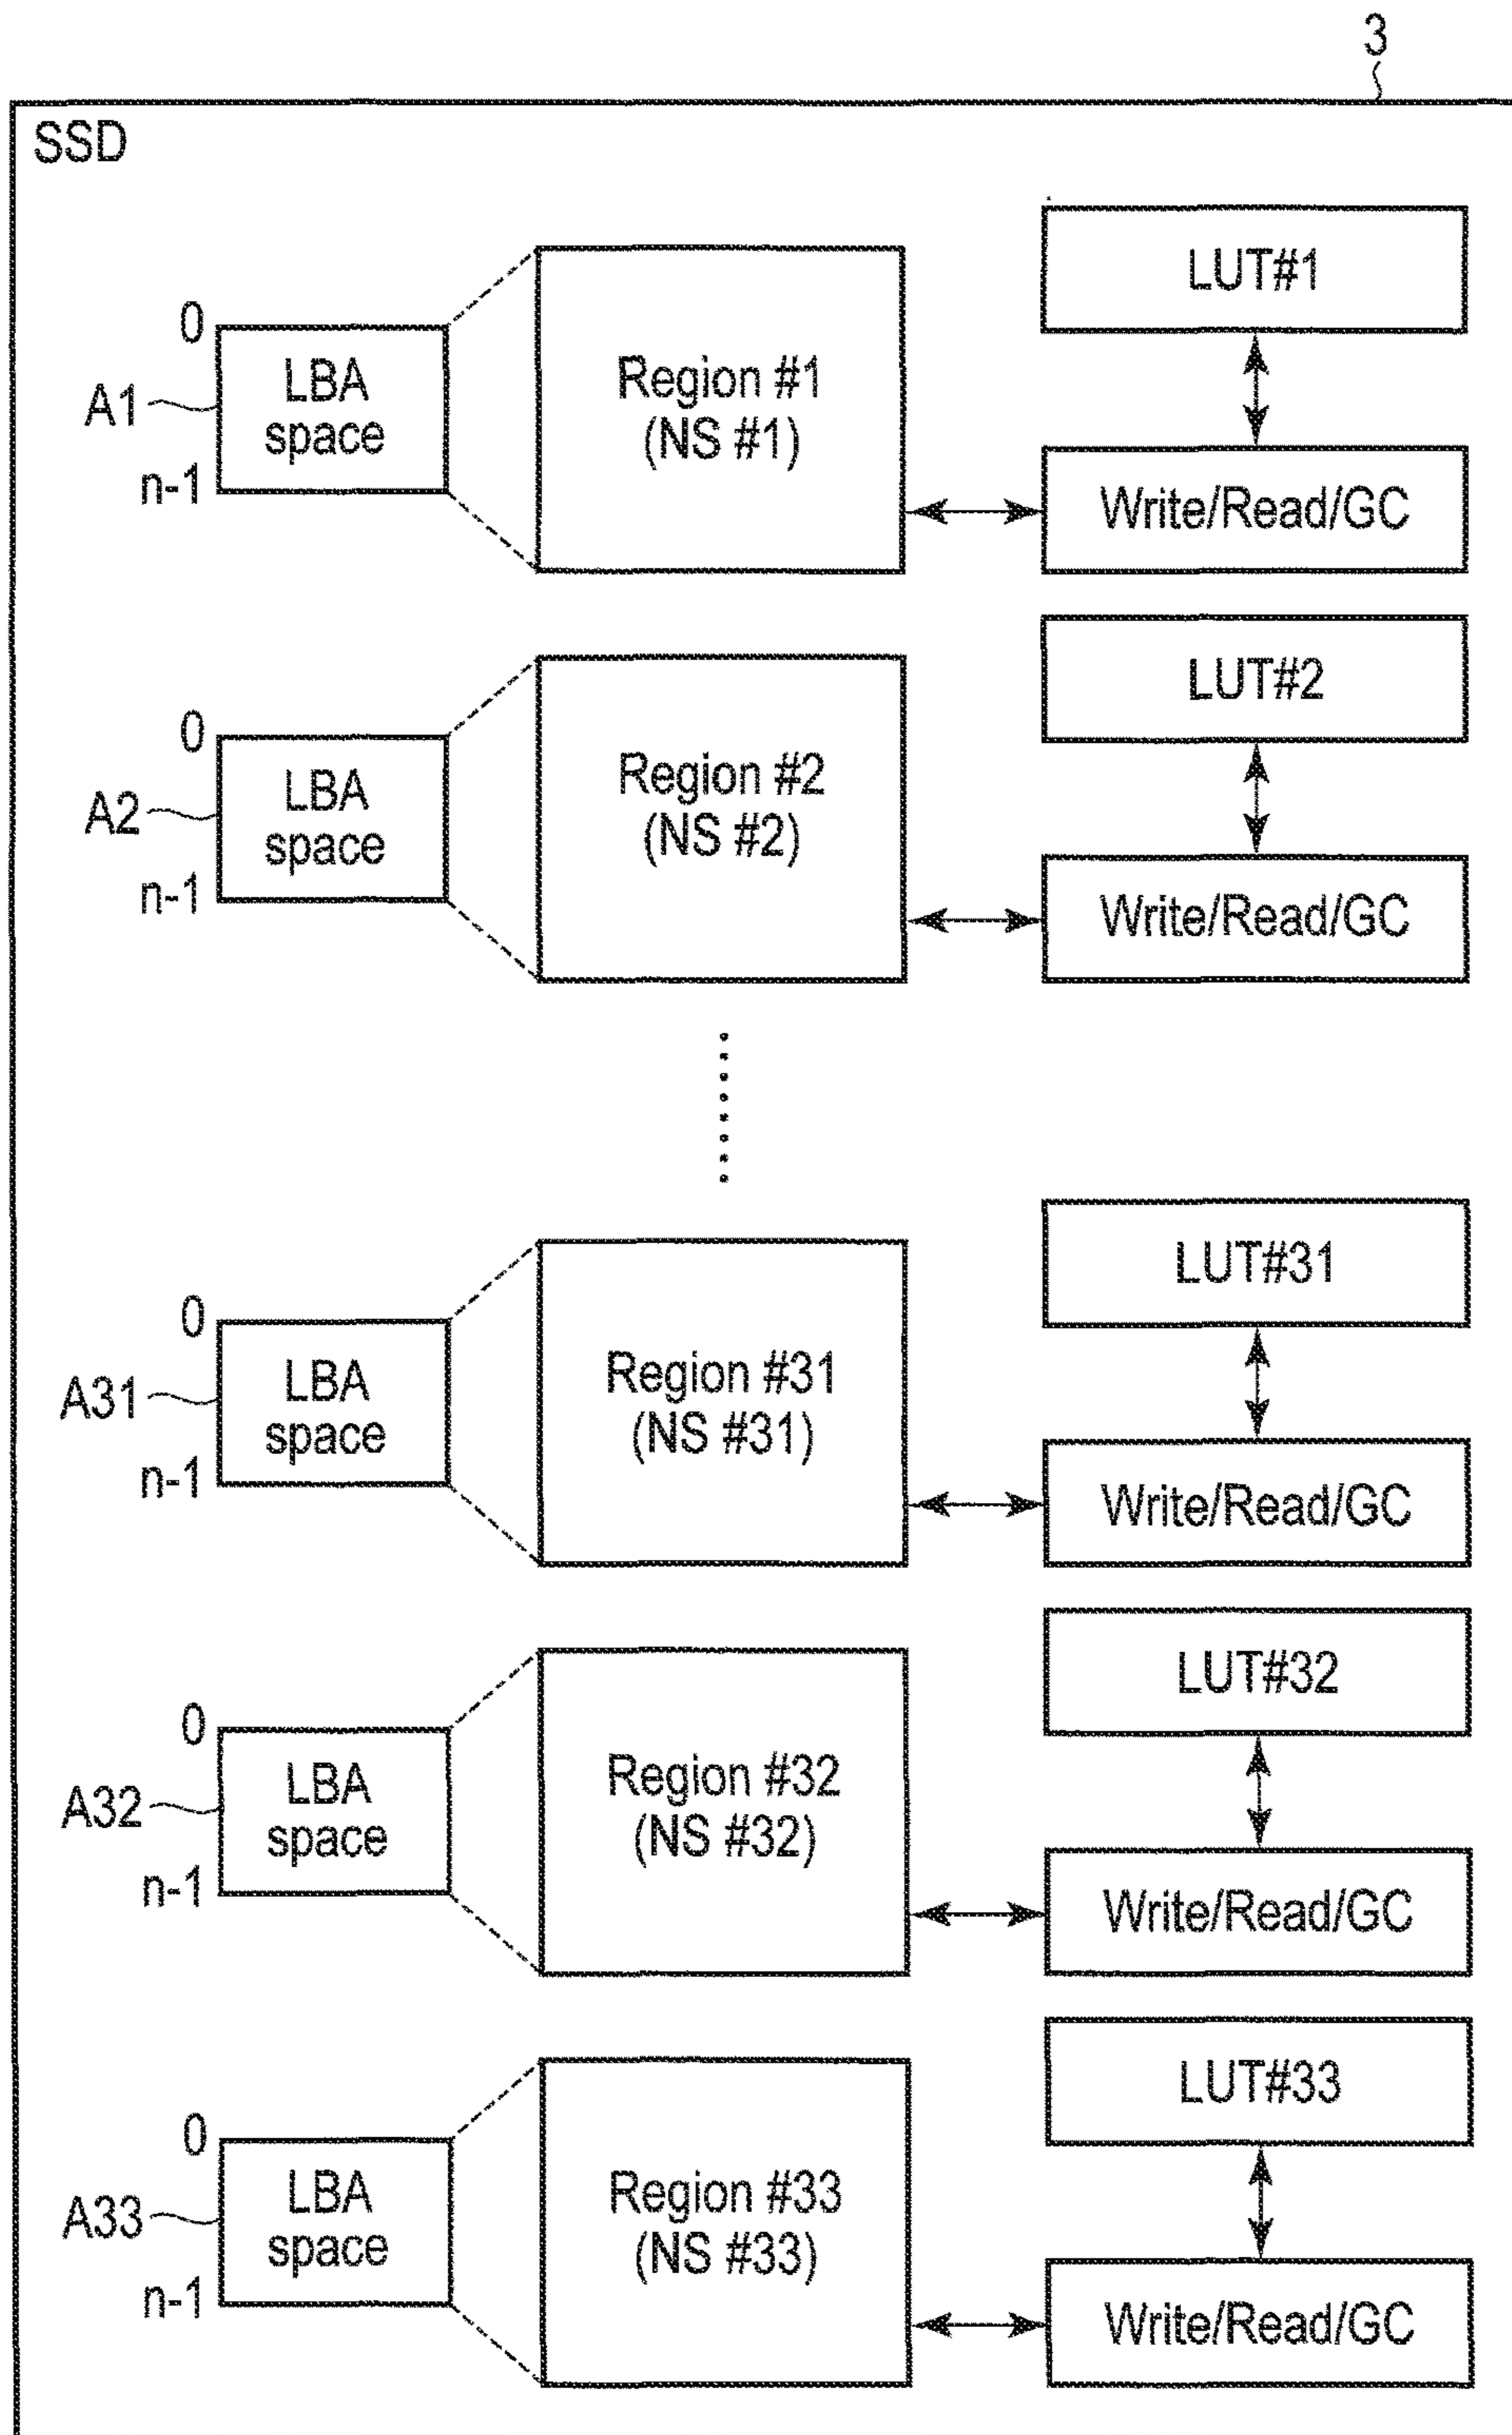 3
SSD
LUT#1
0
A1
LBA
space
n-1
Region #1
(NS #1)
Write/Read/GC
LUT#2
0
A2
LBA
space
n-1
Region #2
(NS #2)
Write/Read/GC
LUT#31
0
A31
LBA
space
n-1
Region #31
(NS #31)
Write/Read/GC
LUT#32
0
A32
LBA
space
n-1
Region #32
(NS #32)
Write/Read/GC
LUT#33
0
A33
LBA
space
n-1
Region #33
(NS #33)
Write/Read/GC